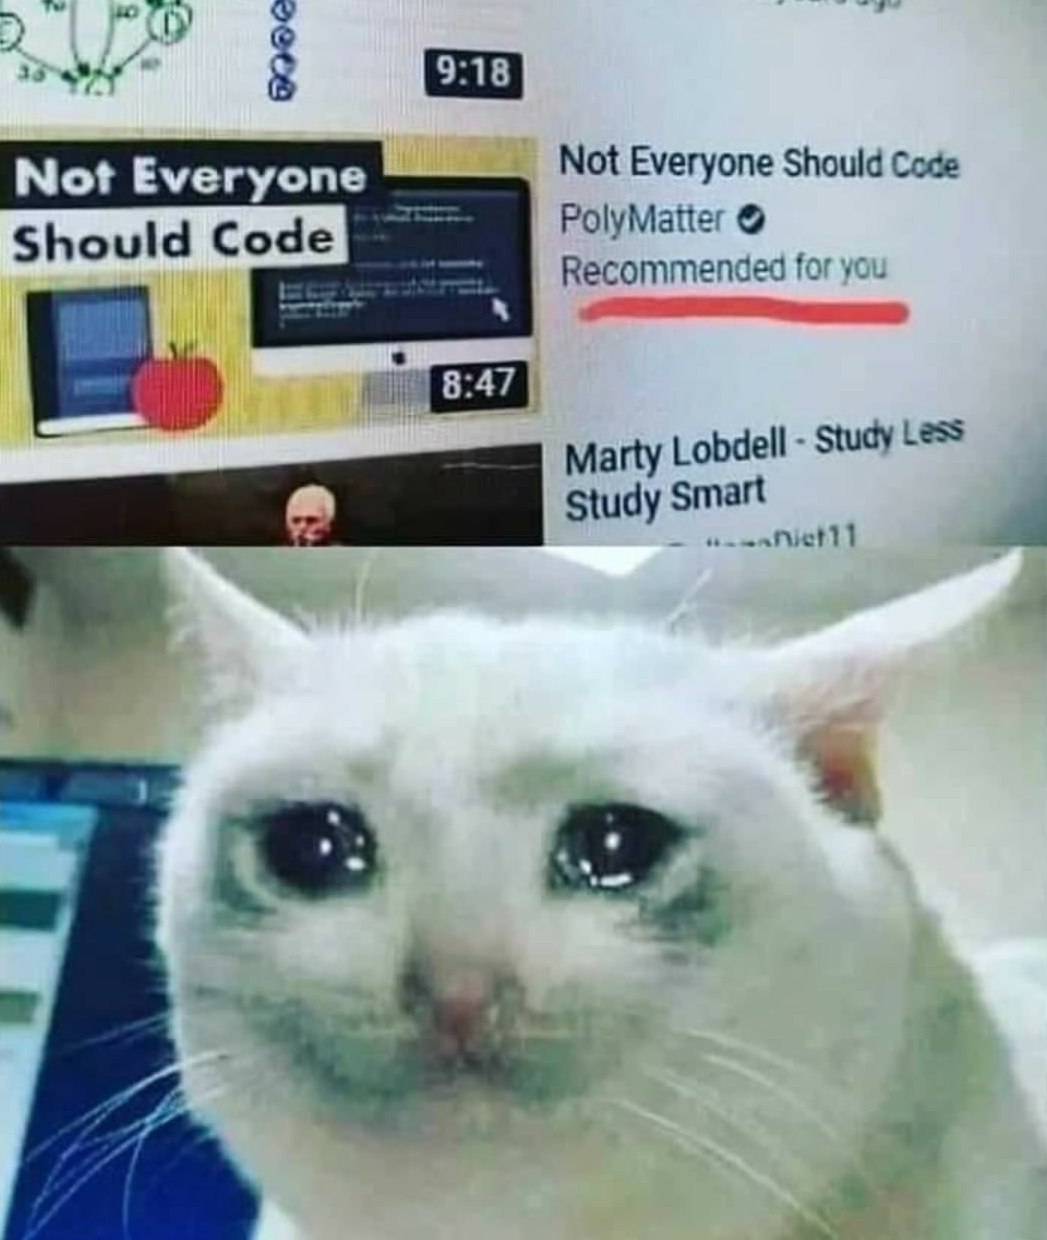 9:18
Not Everyone
Should Code
8:47
Not Everyone Should Code
PolyMatter
Recommended for you
Marty Lobdell - Study Less
Study Smart